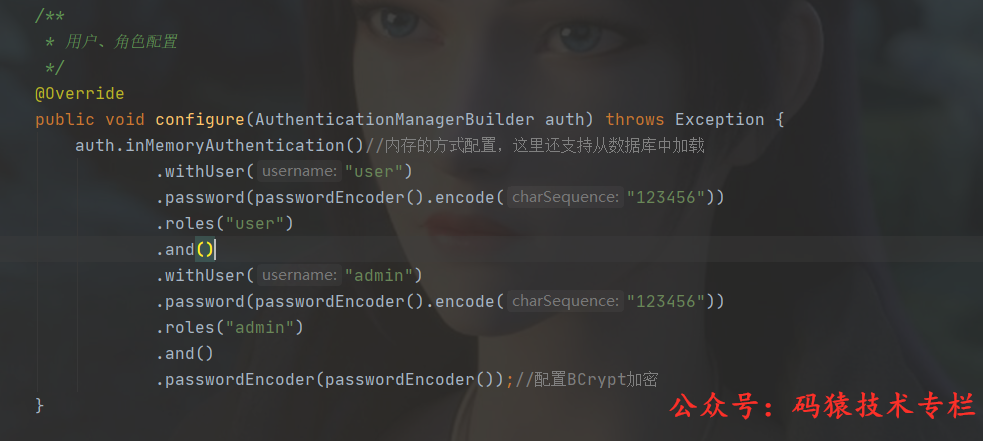 /**
 * 用户、角色配置
 */
@Override
public void configure(AuthenticationManagerBuilder auth) throws Exception {
    auth.inMemoryAuthentication()//内存的方式配置，这里还支持从数据库中加载
            .withUser( username: "user")
            .password(passwordEncoder().encode( charSequence: "123456"))
            .roles("user")
            .and()
            .withUser( username: "admin")
            .password(passwordEncoder().encode( charSequence: "123456"))
            .roles("admin")
            .and()
            .passwordEncoder(passwordEncoder());//配置BCrypt加密
}
公众号：码猿技术专栏